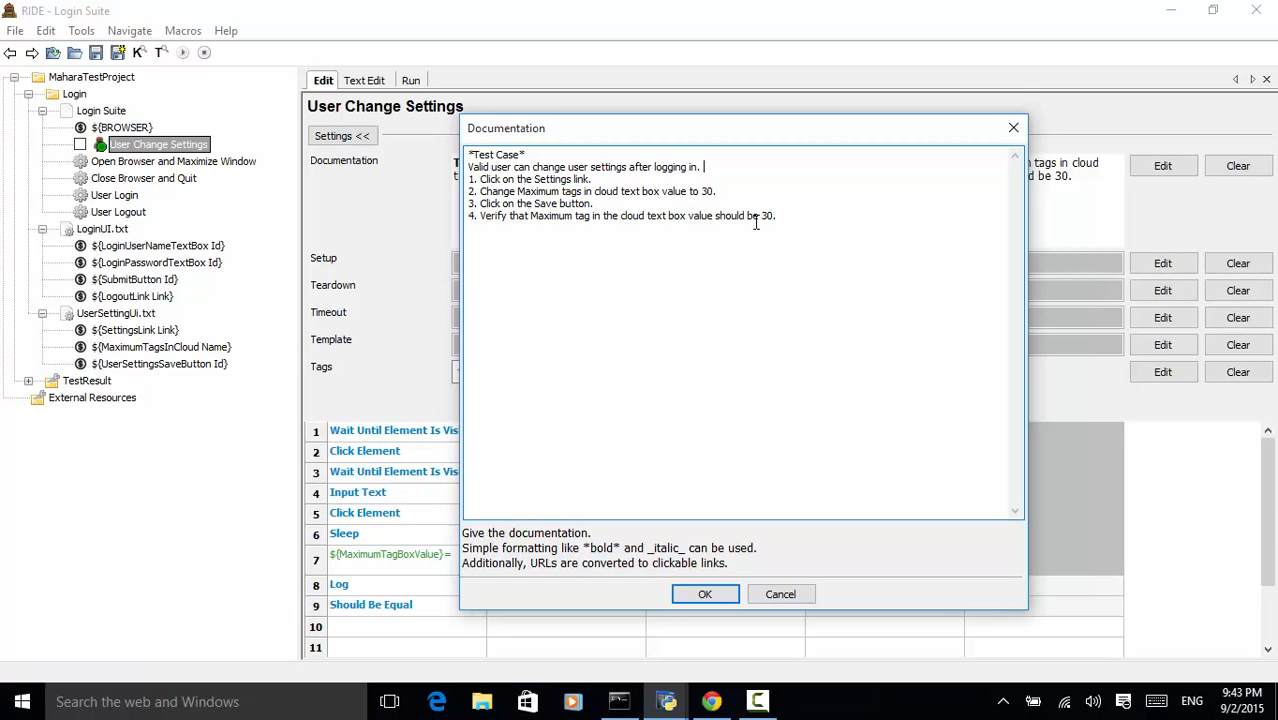 RIDE - Login Suite
File Edit Tools Navigate Macros Help
MaharaTestProject
Login
Login Suite
${BROWSER}
User Change Settings
Open Browser and Maximize Window
Close Browser and Quit
User Login
User Logout
LoginUI.txt
${LoginUserNameTextBox Id}
${LoginPasswordTextBox Id}
${SubmitButton Id}
${LogoutLink Link}
UserSettingUi.txt
${SettingsLink Link}
${MaximumTagsInCloud Name}
${UserSettingsSaveButton Id}
TestResult
External Resources
Edit Text Edit Run
User Change Settings
Settings <<
Documentation
tags in cloud
be 30.
Edit Clear
Setup
Edit Clear
Teardown
Edit Clear
Timeout
Edit Clear
Template
Edit Clear
Tags
Edit Clear
1 Wait Until Element Is Vis
2 Click Element
3 Wait Until Element Is Vis
4 Input Text
5 Click Element
6 Sleep
7 ${MaximumTagBoxValue}=
8 Log
9 Should Be Equal
10
11
Documentation
*Test Case*
Valid user can change user settings after logging in.
1. Click on the Settings link.
2. Change Maximum tags in cloud text box value to 30.
3. Click on the Save button.
4. Verify that Maximum tag in the cloud text box value should be 30.
Give the documentation.
Simple formatting like *bold* and _italic_ can be used.
Additionally, URLs are converted to clickable links.
OK Cancel
Search the web and Windows
ENG
9:43 PM
9/2/2015